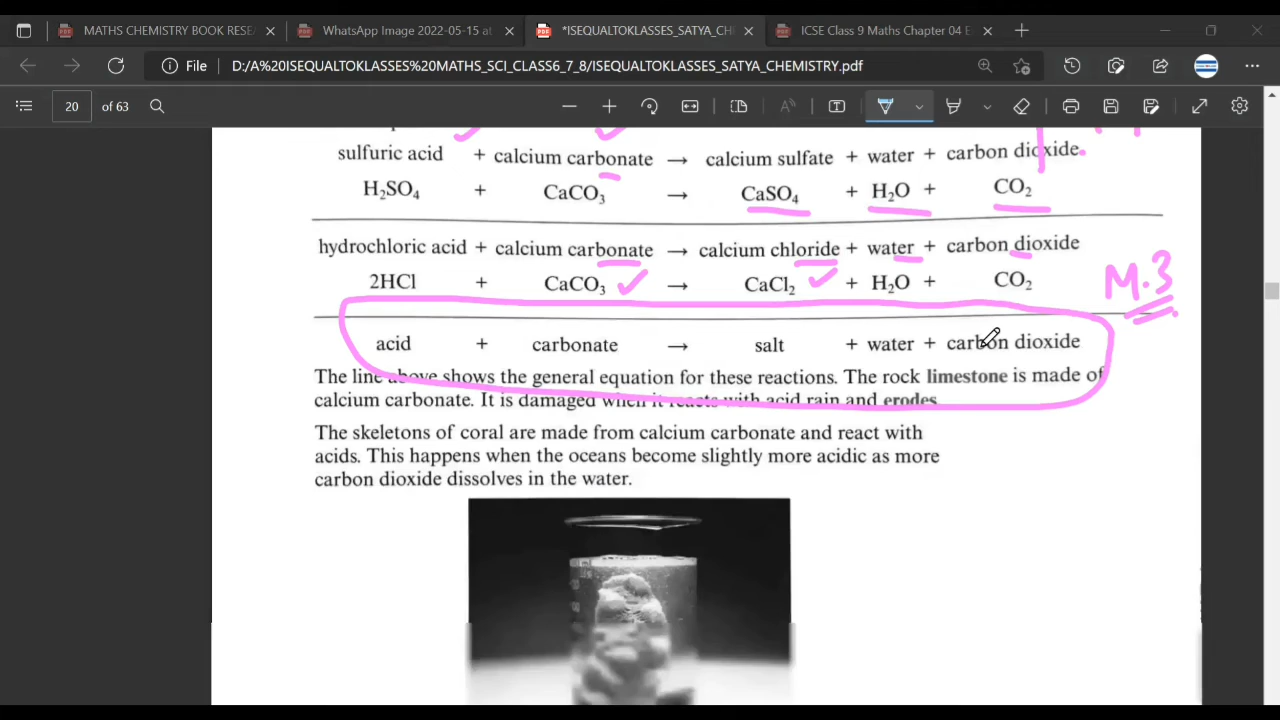 MATHS CHEMISTRY BOOK RESE
WhatsApp Image 2022-05-15 at
*ISEQUALTOKLASSES_SATYA_CHE
ICSE Class 9 Maths Chapter 04 E
File D:/A%20ISEQUALTOKLASSES%20MATHS_SCI_CLASS6_7_8/ISEQUALTOKLASSES_SATYA_CHEMISTRY.pdf
20 of 63
sulfuric acid + calcium carbonate → calcium sulfate + water + carbon dioxide.
H₂SO₄ + CaCO₃ → CaSO₄ + H₂O + CO₂
hydrochloric acid + calcium carbonate → calcium chloride + water + carbon dioxide
2HCl + CaCO₃ → CaCl₂ + H₂O + CO₂
M.3
acid + carbonate → salt + water + carbon dioxide
The line above shows the general equation for these reactions. The rock limestone is made of
calcium carbonate. It is damaged when it reacts with acid rain and erodes.
The skeletons of coral are made from calcium carbonate and react with
acids. This happens when the oceans become slightly more acidic as more
carbon dioxide dissolves in the water.